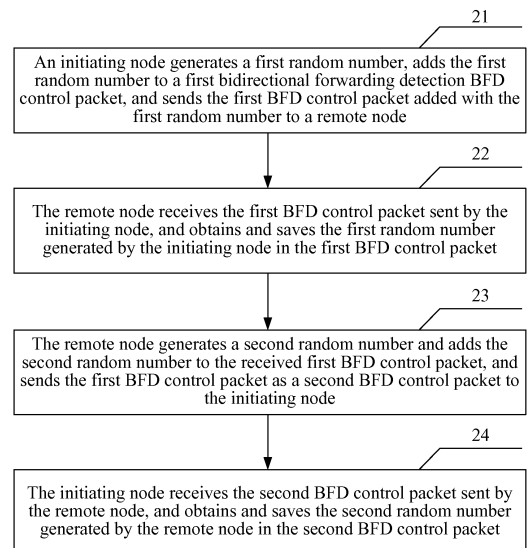 21
An initiating node generates a first random number, adds the first
random number to a first bidirectional forwarding detection BFD
control packet, and sends the first BFD control packet added with the
first random number to a remote node
22
The remote node receives the first BFD control packet sent by the
initiating node, and obtains and saves the first random number
generated by the initiating node in the first BFD control packet
23
The remote node generates a second random number and adds the
second random number to the received first BFD control packet, and
sends the first BFD control packet as a second BFD control packet to
the initiating node
24
The initiating node receives the second BFD control packet sent by
the remote node, and obtains and saves the second random number
generated by the remote node in the second BFD control packet